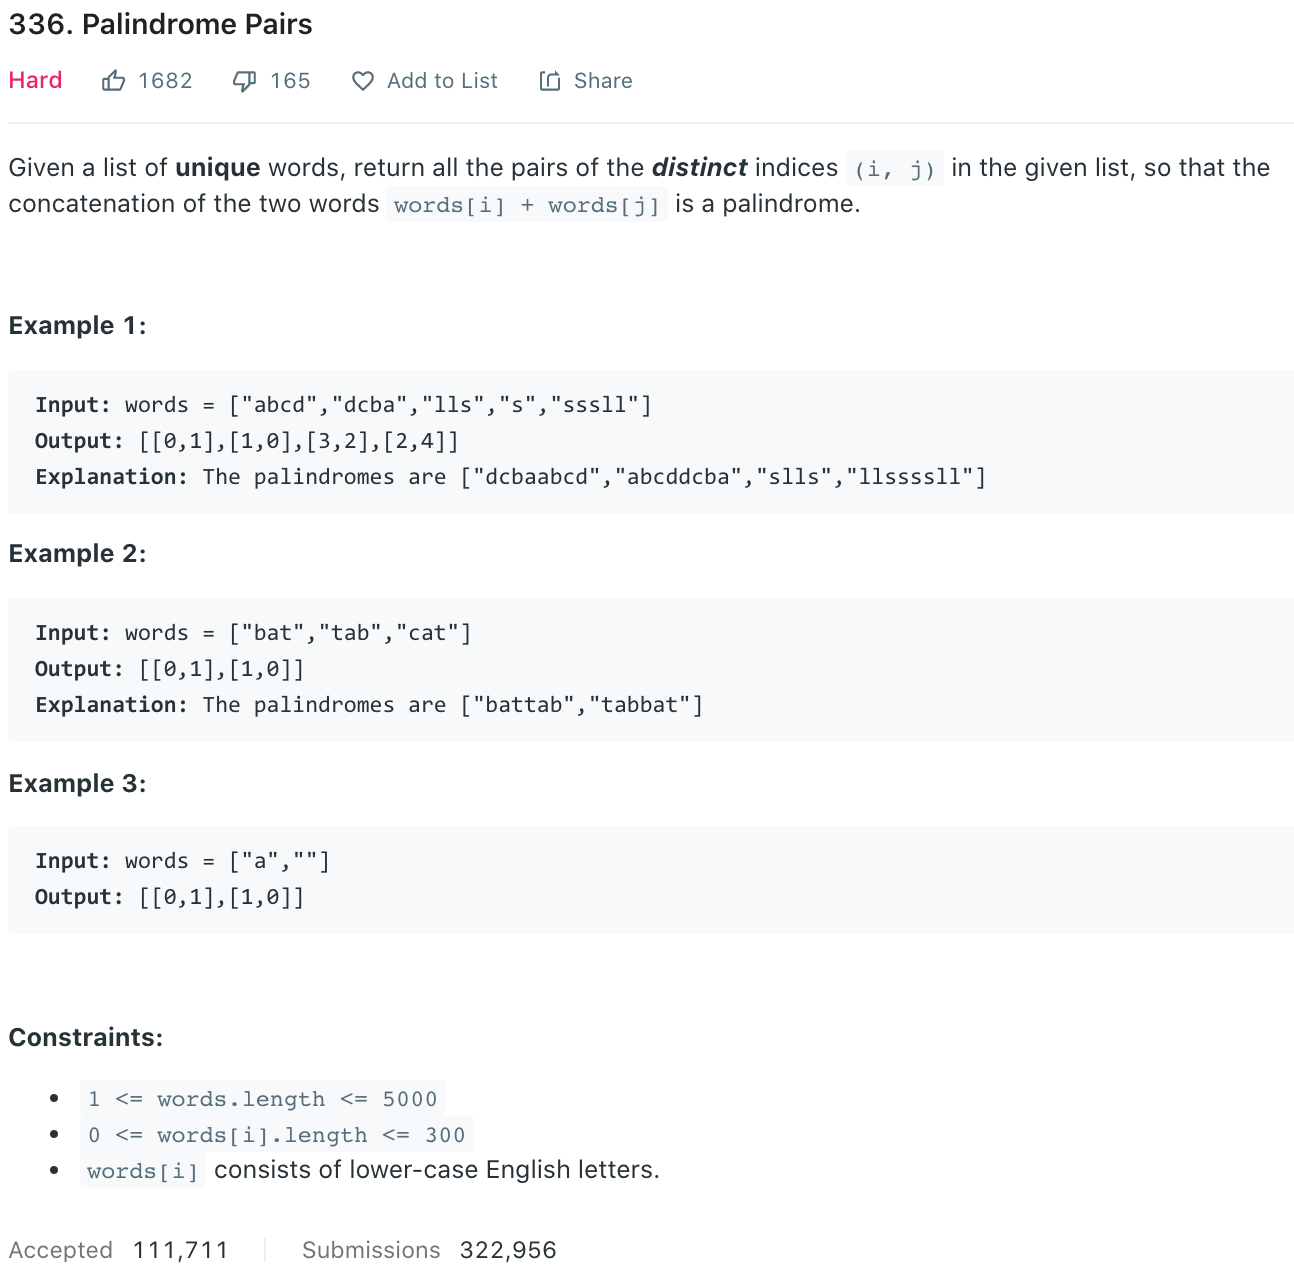 336. Palindrome Pairs
Hard 1682 165 Add to List Share
Given a list of unique words, return all the pairs of the distinct indices (i, j) in the given list, so that the
concatenation of the two words words[i] + words[j] is a palindrome.
Example 1:
Input: words = ["abcd","dcba","lls","s","sssll"]
Output: [[0,1],[1,0],[3,2],[2,4]]
Explanation: The palindromes are ["dcbaabcd","abcddcba","slls","llssssll"]
Example 2:
Input: words = ["bat","tab","cat"]
Output: [[0,1],[1,0]]
Explanation: The palindromes are ["battab","tabbat"]
Example 3:
Input: words = ["a",""]
Output: [[0,1],[1,0]]
Constraints:
• 1 <= words.length <= 5000
• 0 <= words[i].length <= 300
• words[i] consists of lower-case English letters.
Accepted 111,711 Submissions 322,956